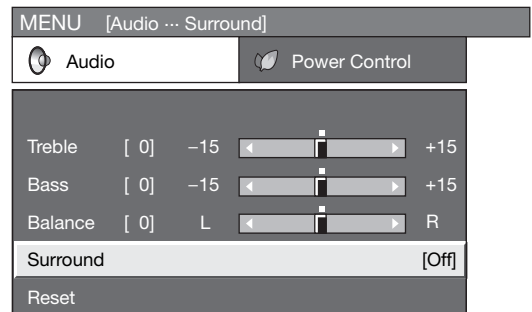 MENU [Audio ··· Surround]
Audio Power Control
Treble [ 0] −15 +15
Bass [ 0] −15 +15
Balance [ 0] L R
Surround [Off]
Reset